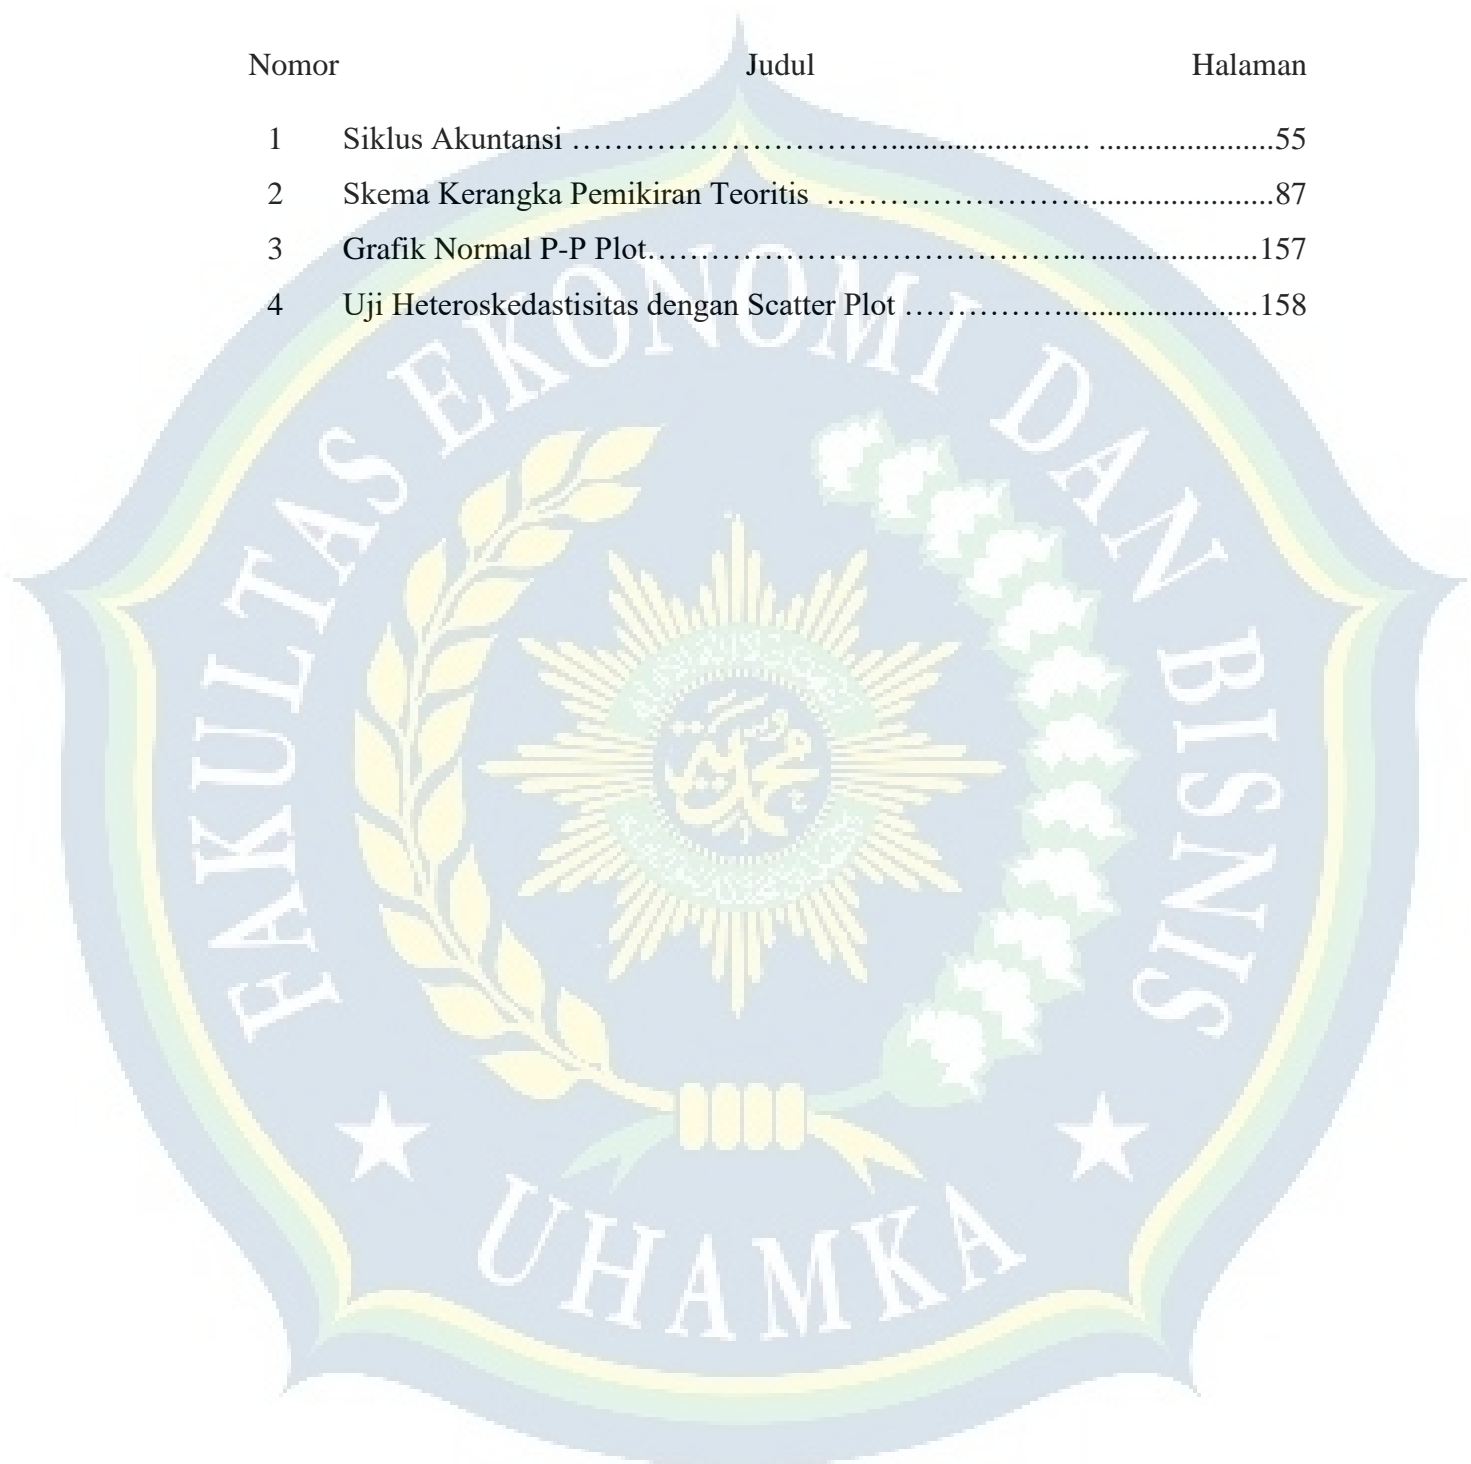 Nomor Judul Halaman
1 Siklus Akuntansi ……………………………........................... ......................55
2 Skema Kerangka Pemikiran Teoritis ……………………...........................87
3 Grafik Normal P-P Plot………………………………….... .....................157
4 Uji Heteroskedastisitas dengan Scatter Plot ………………........................158
FAKULTAS EKONOMI DAN BISNIS
UHAMKA